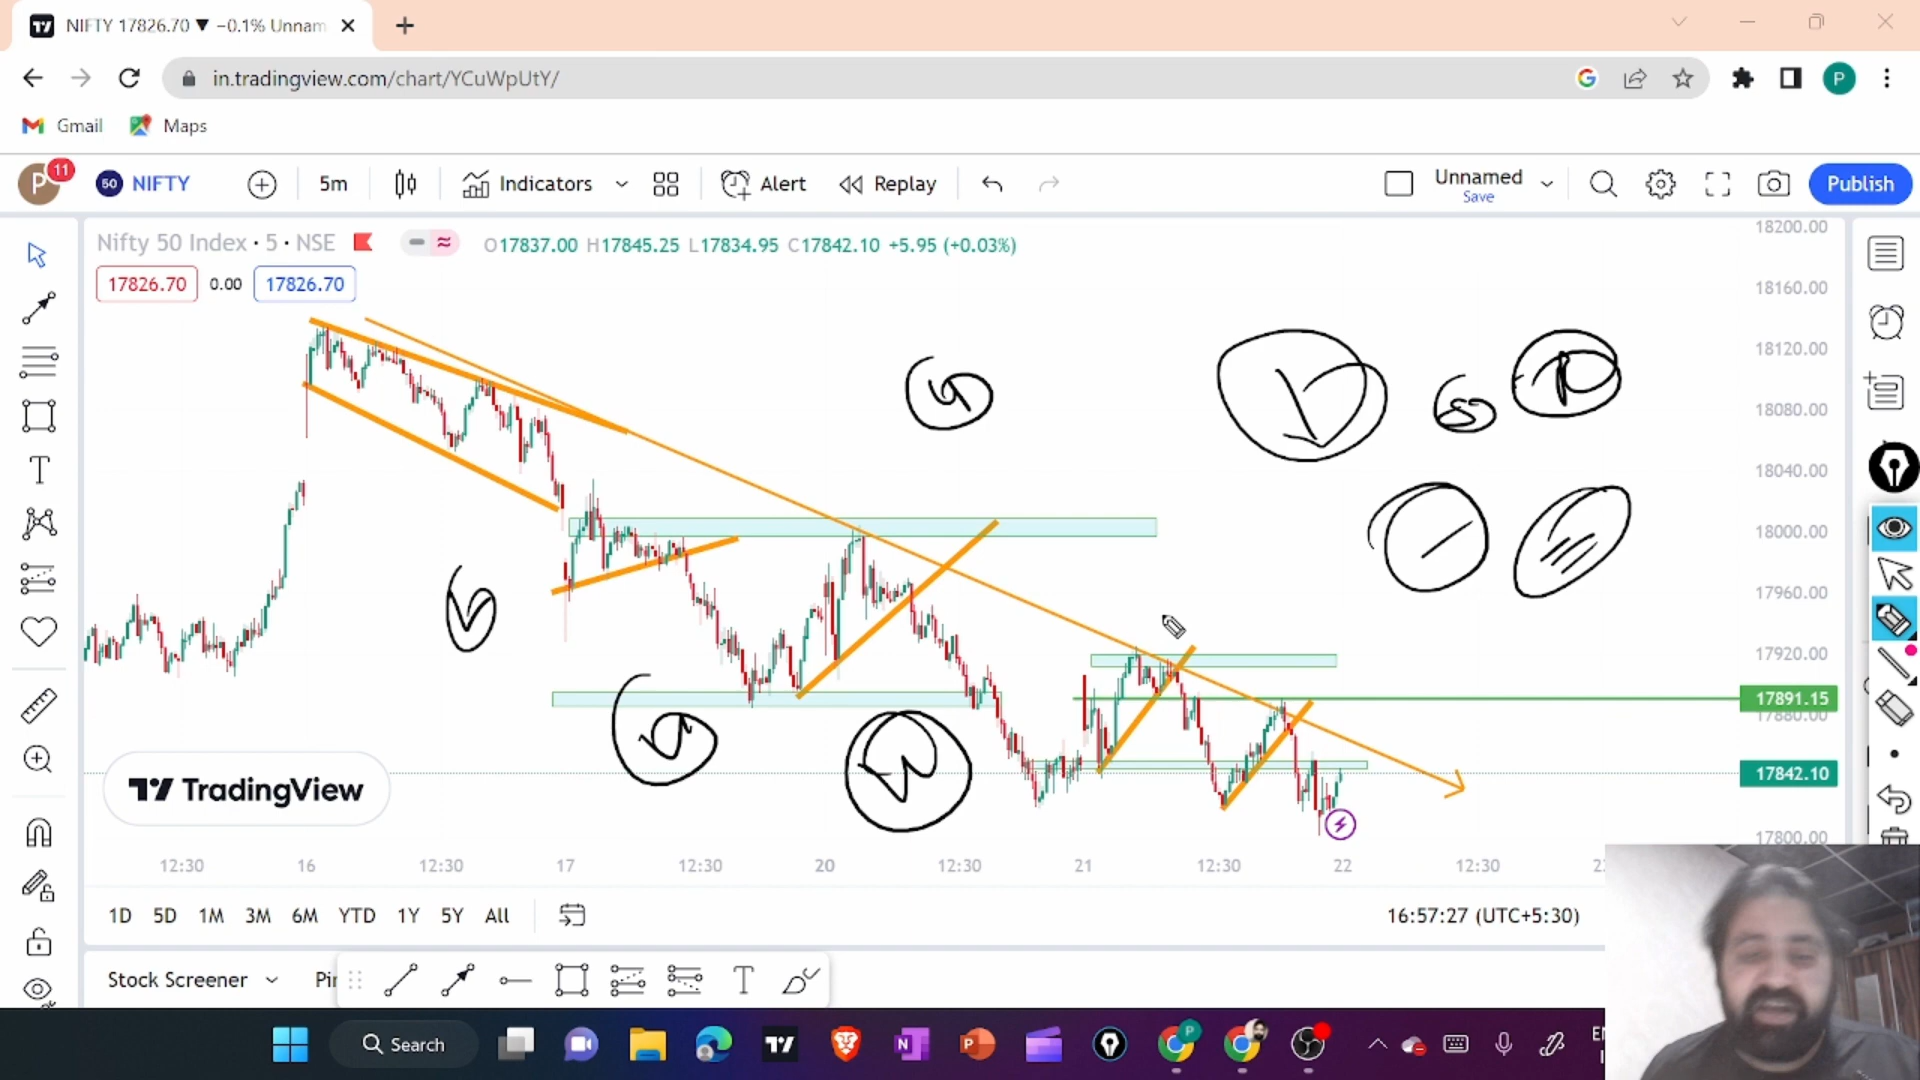 NIFTY 17826.70 ▼ −0.1% Unnam
in.tradingview.com/chart/YCuWpUtY/
G P
Gmail Maps
P 11 50 NIFTY 5m Indicators Alert Replay Unnamed Save Publish
Nifty 50 Index · 5 · NSE O17837.00 H17845.25 L17834.95 C17842.10 +5.95 (+0.03%)
17826.70 0.00 17826.70
18200.00
18160.00
18120.00
18080.00
18040.00
18000.00
17960.00
17920.00
17891.15
17880.00
17842.10
17800.00
TradingView
12:30 16 12:30 17 12:30 20 12:30 21 12:30 22 12:30
1D 5D 1M 3M 6M YTD 1Y 5Y All
16:57:27 (UTC+5:30)
Stock Screener Pi
Search